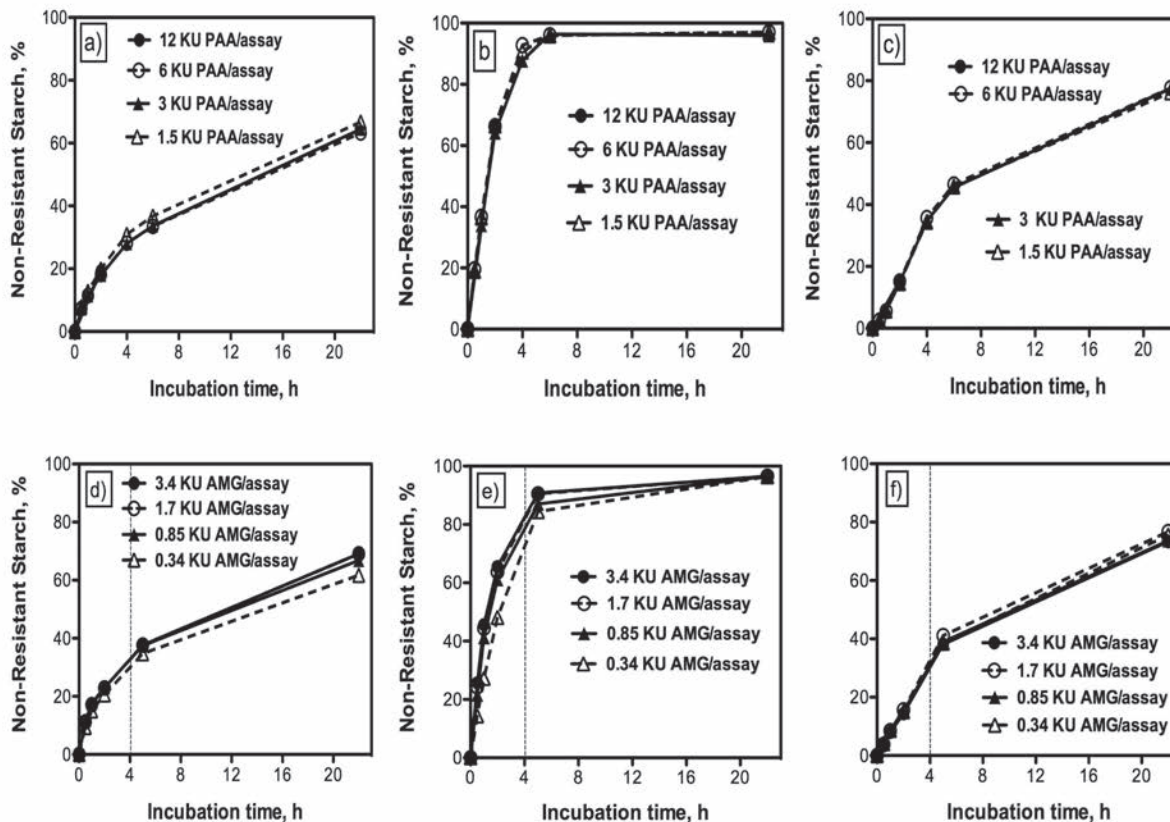 Non-Resistant Starch, %
100
80
60
40
20
0
a)
12 KU PAA/assay
6 KU PAA/assay
3 KU PAA/assay
1.5 KU PAA/assay
0 4 8 12 16 20
Incubation time, h
Non-Resistant Starch, %
100
80
60
40
20
0
b
12 KU PAA/assay
6 KU PAA/assay
3 KU PAA/assay
1.5 KU PAA/assay
0 4 8 12 16 20
Incubation time, h
Non-Resistant Starch, %
100
80
60
40
20
0
c)
12 KU PAA/assay
6 KU PAA/assay
3 KU PAA/assay
1.5 KU PAA/assay
0 4 8 12 16 20
Incubation time, h
Non-Resistant Starch, %
100
80
60
40
20
0
d)
3.4 KU AMG/assay
1.7 KU AMG/assay
0.85 KU AMG/assay
0.34 KU AMG/assay
0 4 8 12 16 20
Incubation time, h
Non-Resistant Starch, %
100
80
60
40
20
0
e)
3.4 KU AMG/assay
1.7 KU AMG/assay
0.85 KU AMG/assay
0.34 KU AMG/assay
0 4 8 12 16 20
Incubation time, h
Non-Resistant Starch, %
100
80
60
40
20
0
f)
3.4 KU AMG/assay
1.7 KU AMG/assay
0.85 KU AMG/assay
0.34 KU AMG/assay
0 4 8 12 16 20
Incubation time, h